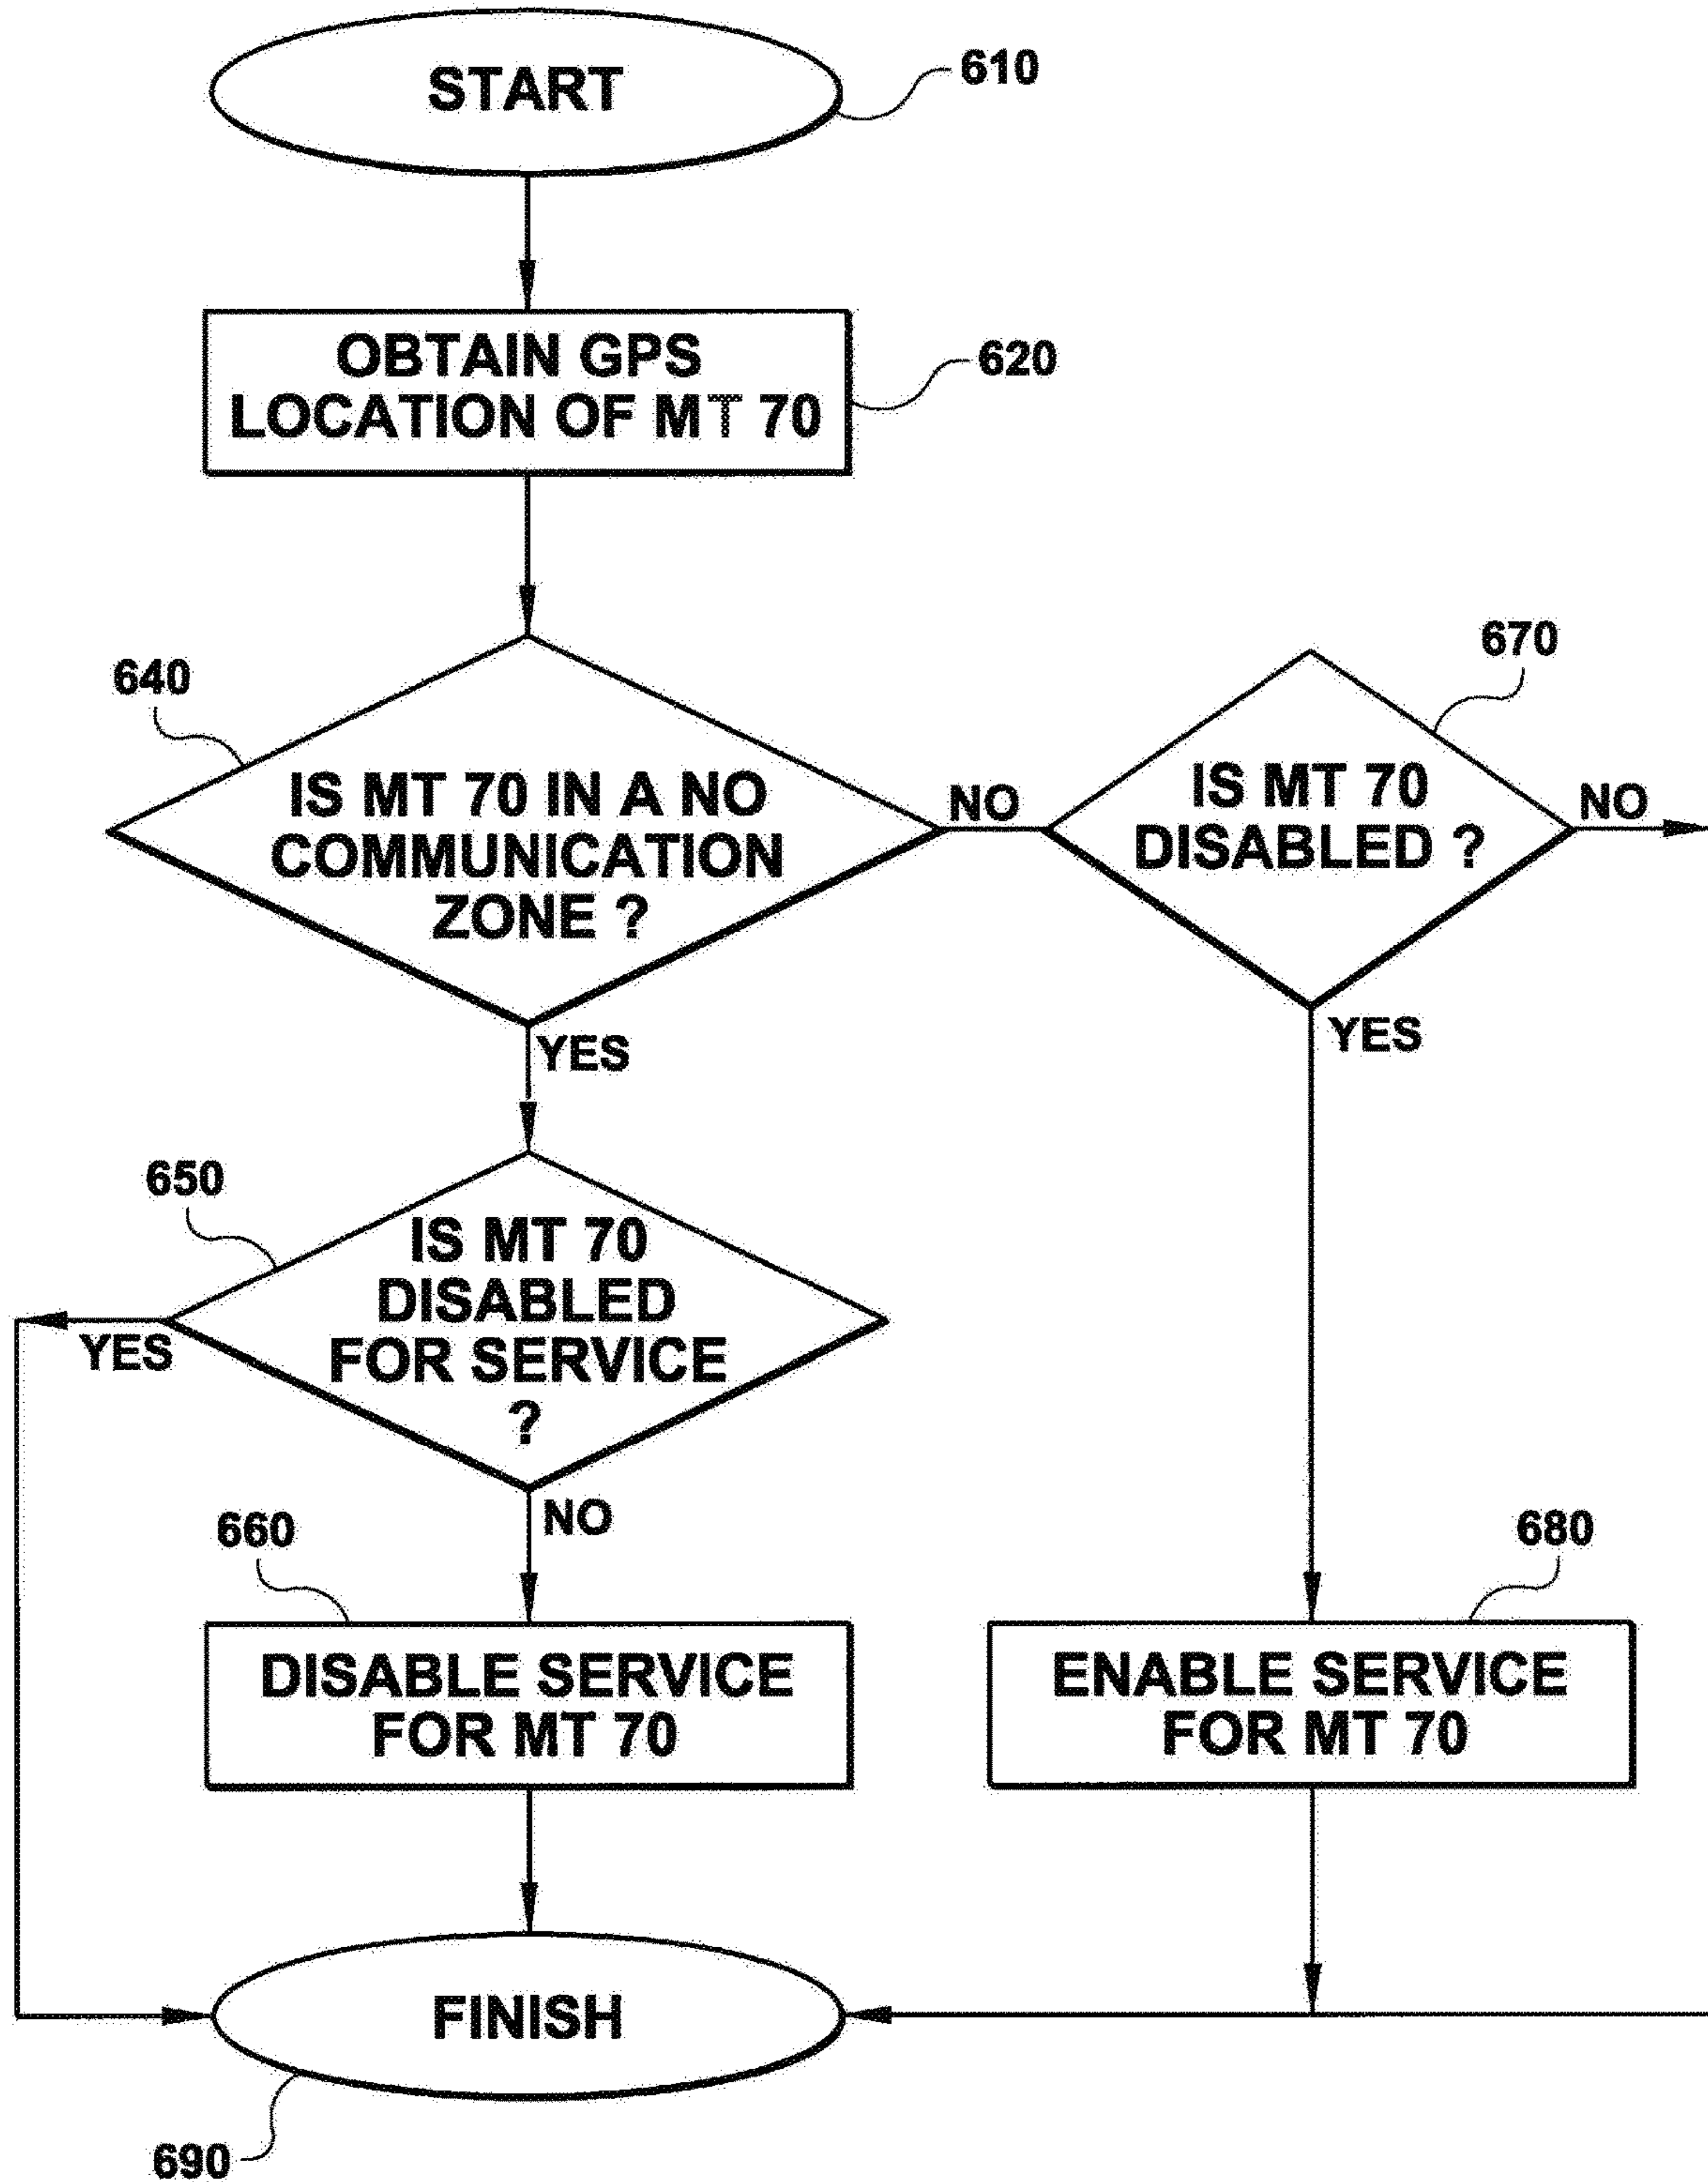 START
610
OBTAIN GPS
LOCATION OF MT 70
620
640
IS MT 70 IN A NO
COMMUNICATION
ZONE ?
NO
670
IS MT 70
DISABLED ?
NO
YES
YES
650
IS MT 70
DISABLED
FOR SERVICE
?
YES
NO
660
DISABLE SERVICE
FOR MT 70
680
ENABLE SERVICE
FOR MT 70
FINISH
690